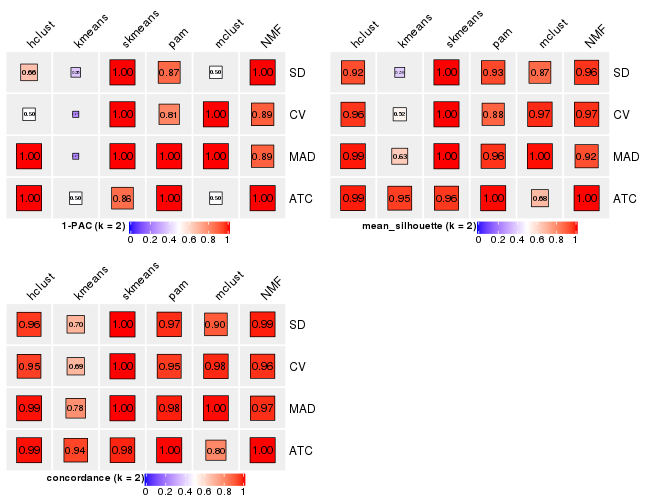 hclust kmeans skmeans pam mclust NMF
0.66 1.00 0.87 0.50 1.00 SD
0.50 1.00 0.81 1.00 0.89 CV
1.00 1.00 1.00 1.00 0.89 MAD
1.00 0.50 0.86 1.00 0.50 1.00 ATC
1-PAC (k = 2)
0 0.2 0.4 0.6 0.8 1
hclust kmeans skmeans pam mclust NMF
0.92 1.00 0.93 0.87 0.96 SD
0.96 0.52 1.00 0.88 0.97 0.97 CV
0.99 0.63 1.00 0.96 1.00 0.92 MAD
0.99 0.95 0.96 1.00 0.68 1.00 ATC
mean_silhouette (k = 2)
0 0.2 0.4 0.6 0.8 1
hclust kmeans skmeans pam mclust NMF
0.96 0.70 1.00 0.97 0.90 0.99 SD
0.95 0.69 1.00 0.95 0.98 0.96 CV
0.99 0.78 1.00 0.98 1.00 0.97 MAD
0.99 0.94 0.98 1.00 0.80 1.00 ATC
concordance (k = 2)
0 0.2 0.4 0.6 0.8 1